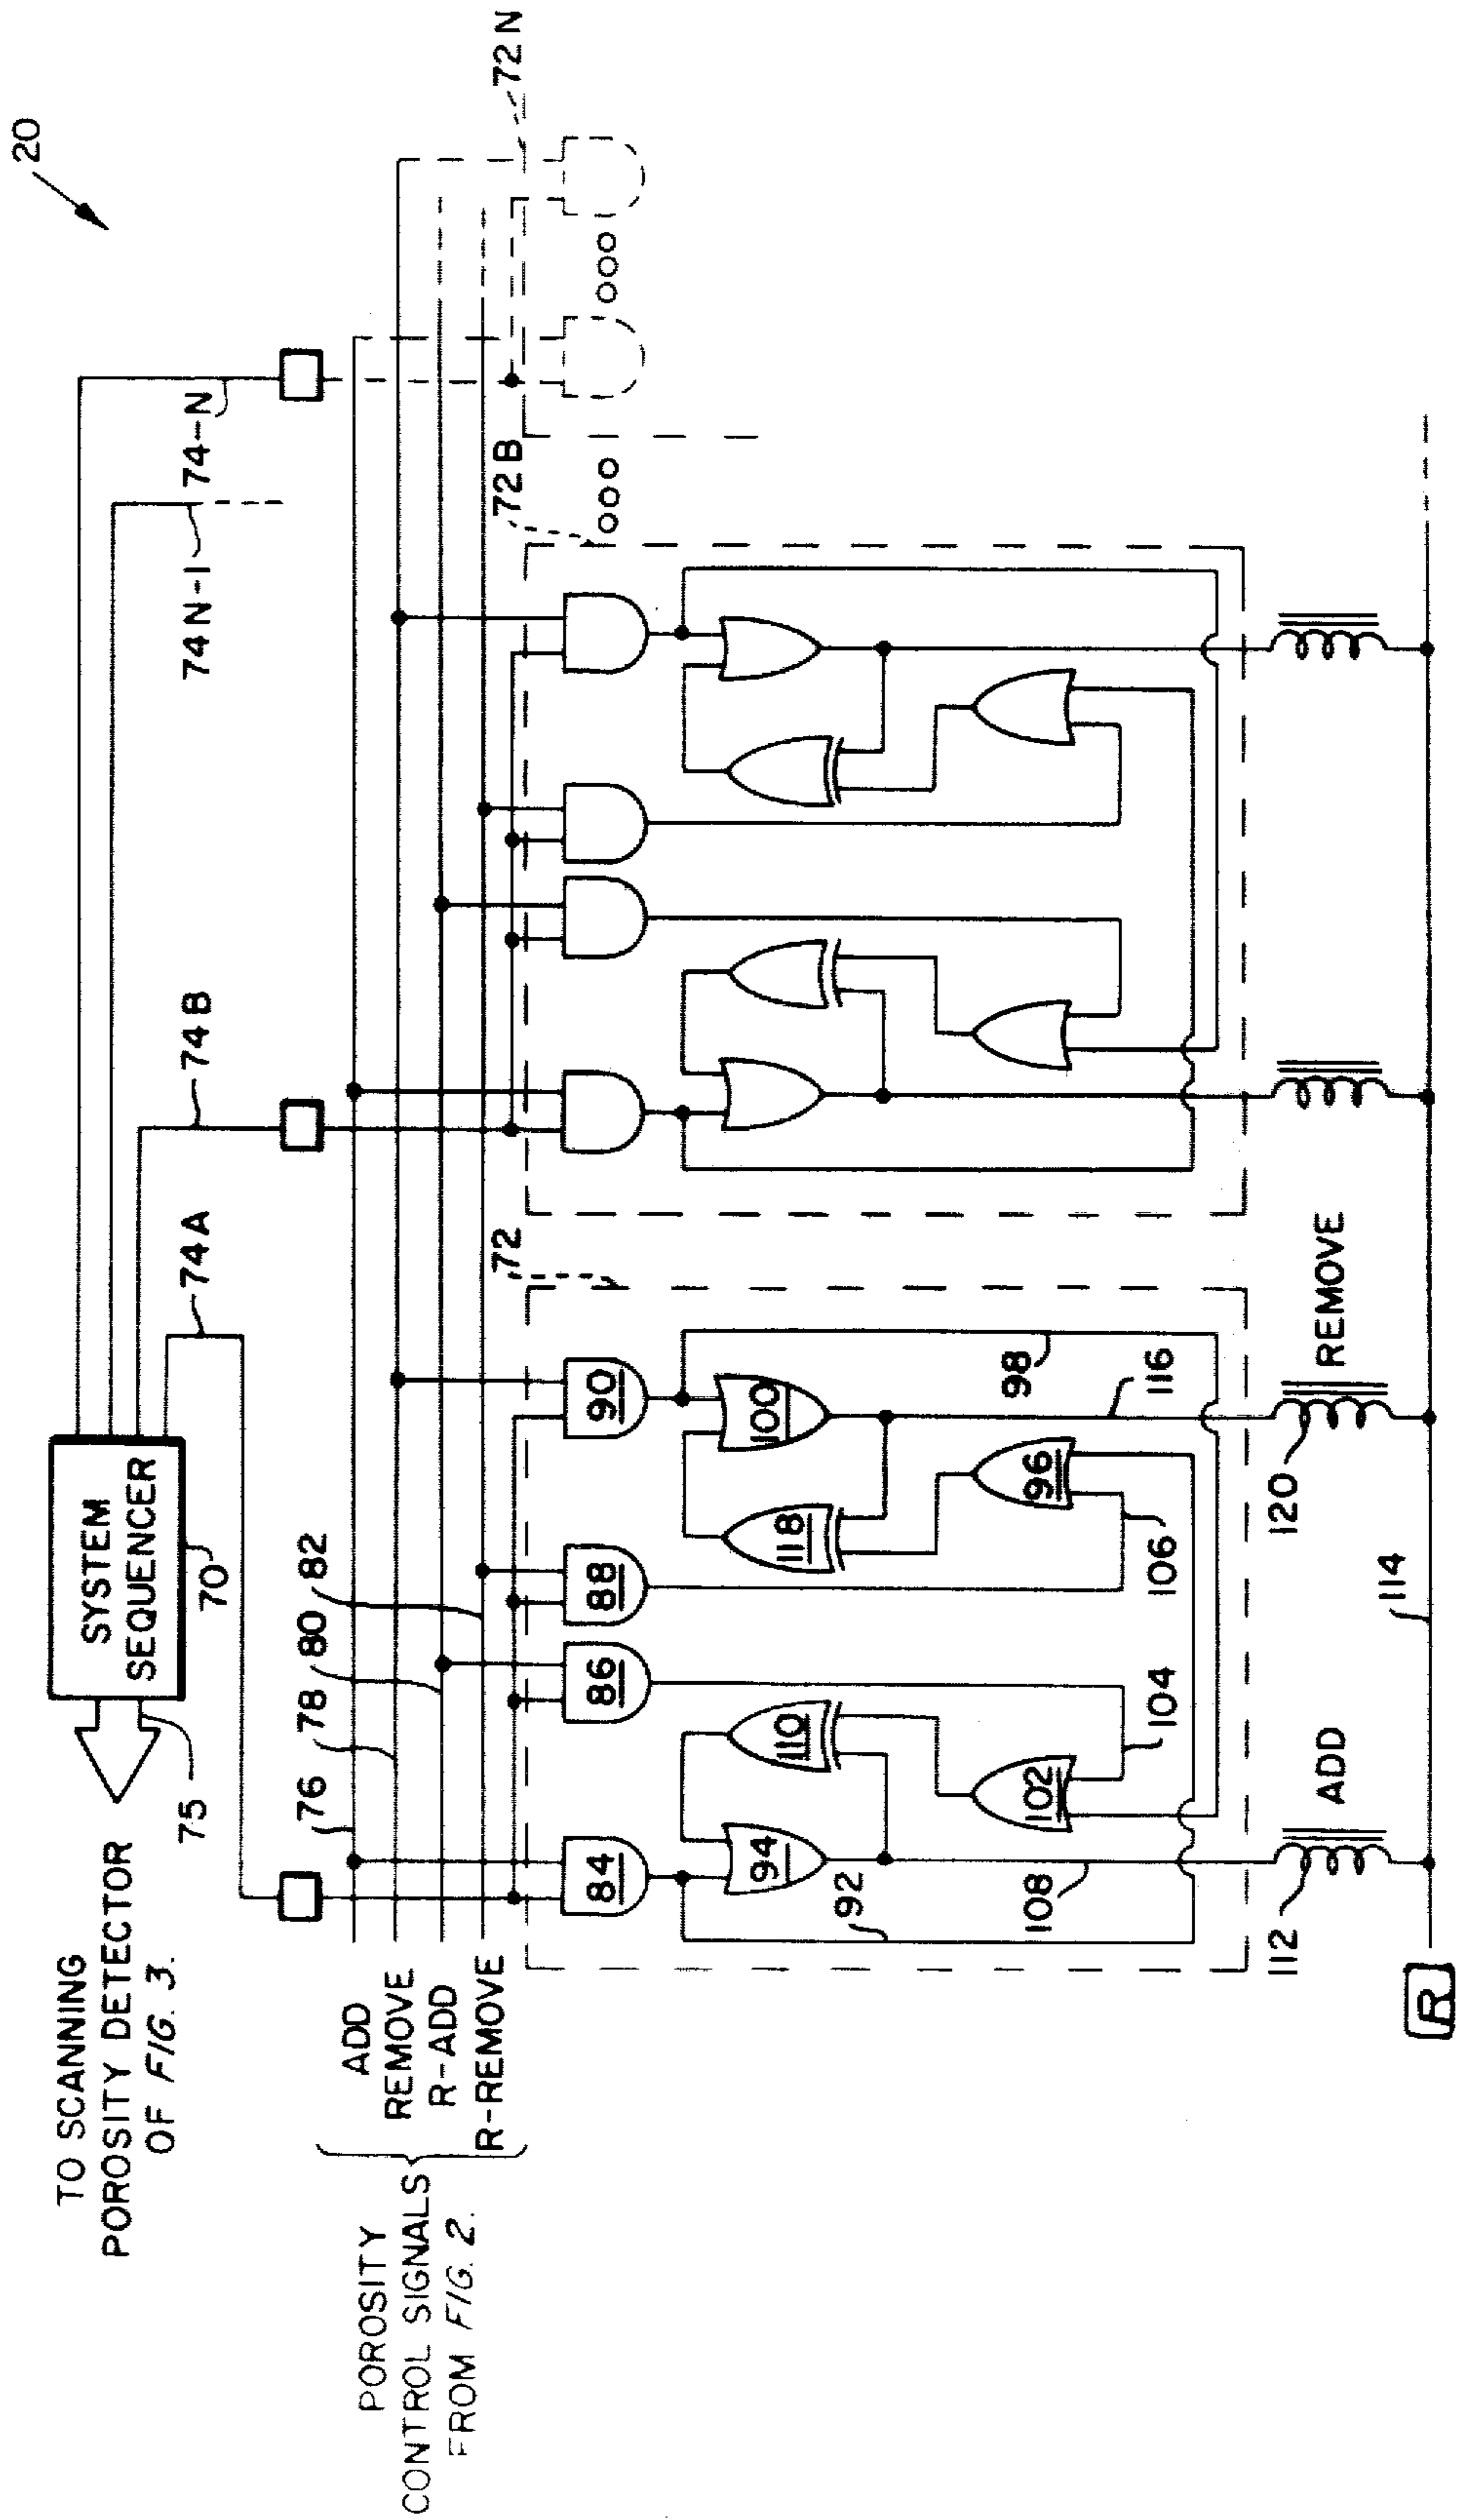 20
TO SCANNING
POROSITY DETECTOR
OF FIG. 3.
75
SYSTEM
SEQUENCER
70
74A
74B
74N-1
74-N
POROSITY
CONTROL SIGNALS
FROM FIG. 2.
ADD
REMOVE
R-ADD
R-REMOVE
76
78
80
82
72
72B
72N
84
86
88
90
000
000
94
110
118
100
92
102
96
98
108
104
106
116
112
ADD
120
REMOVE
114
R